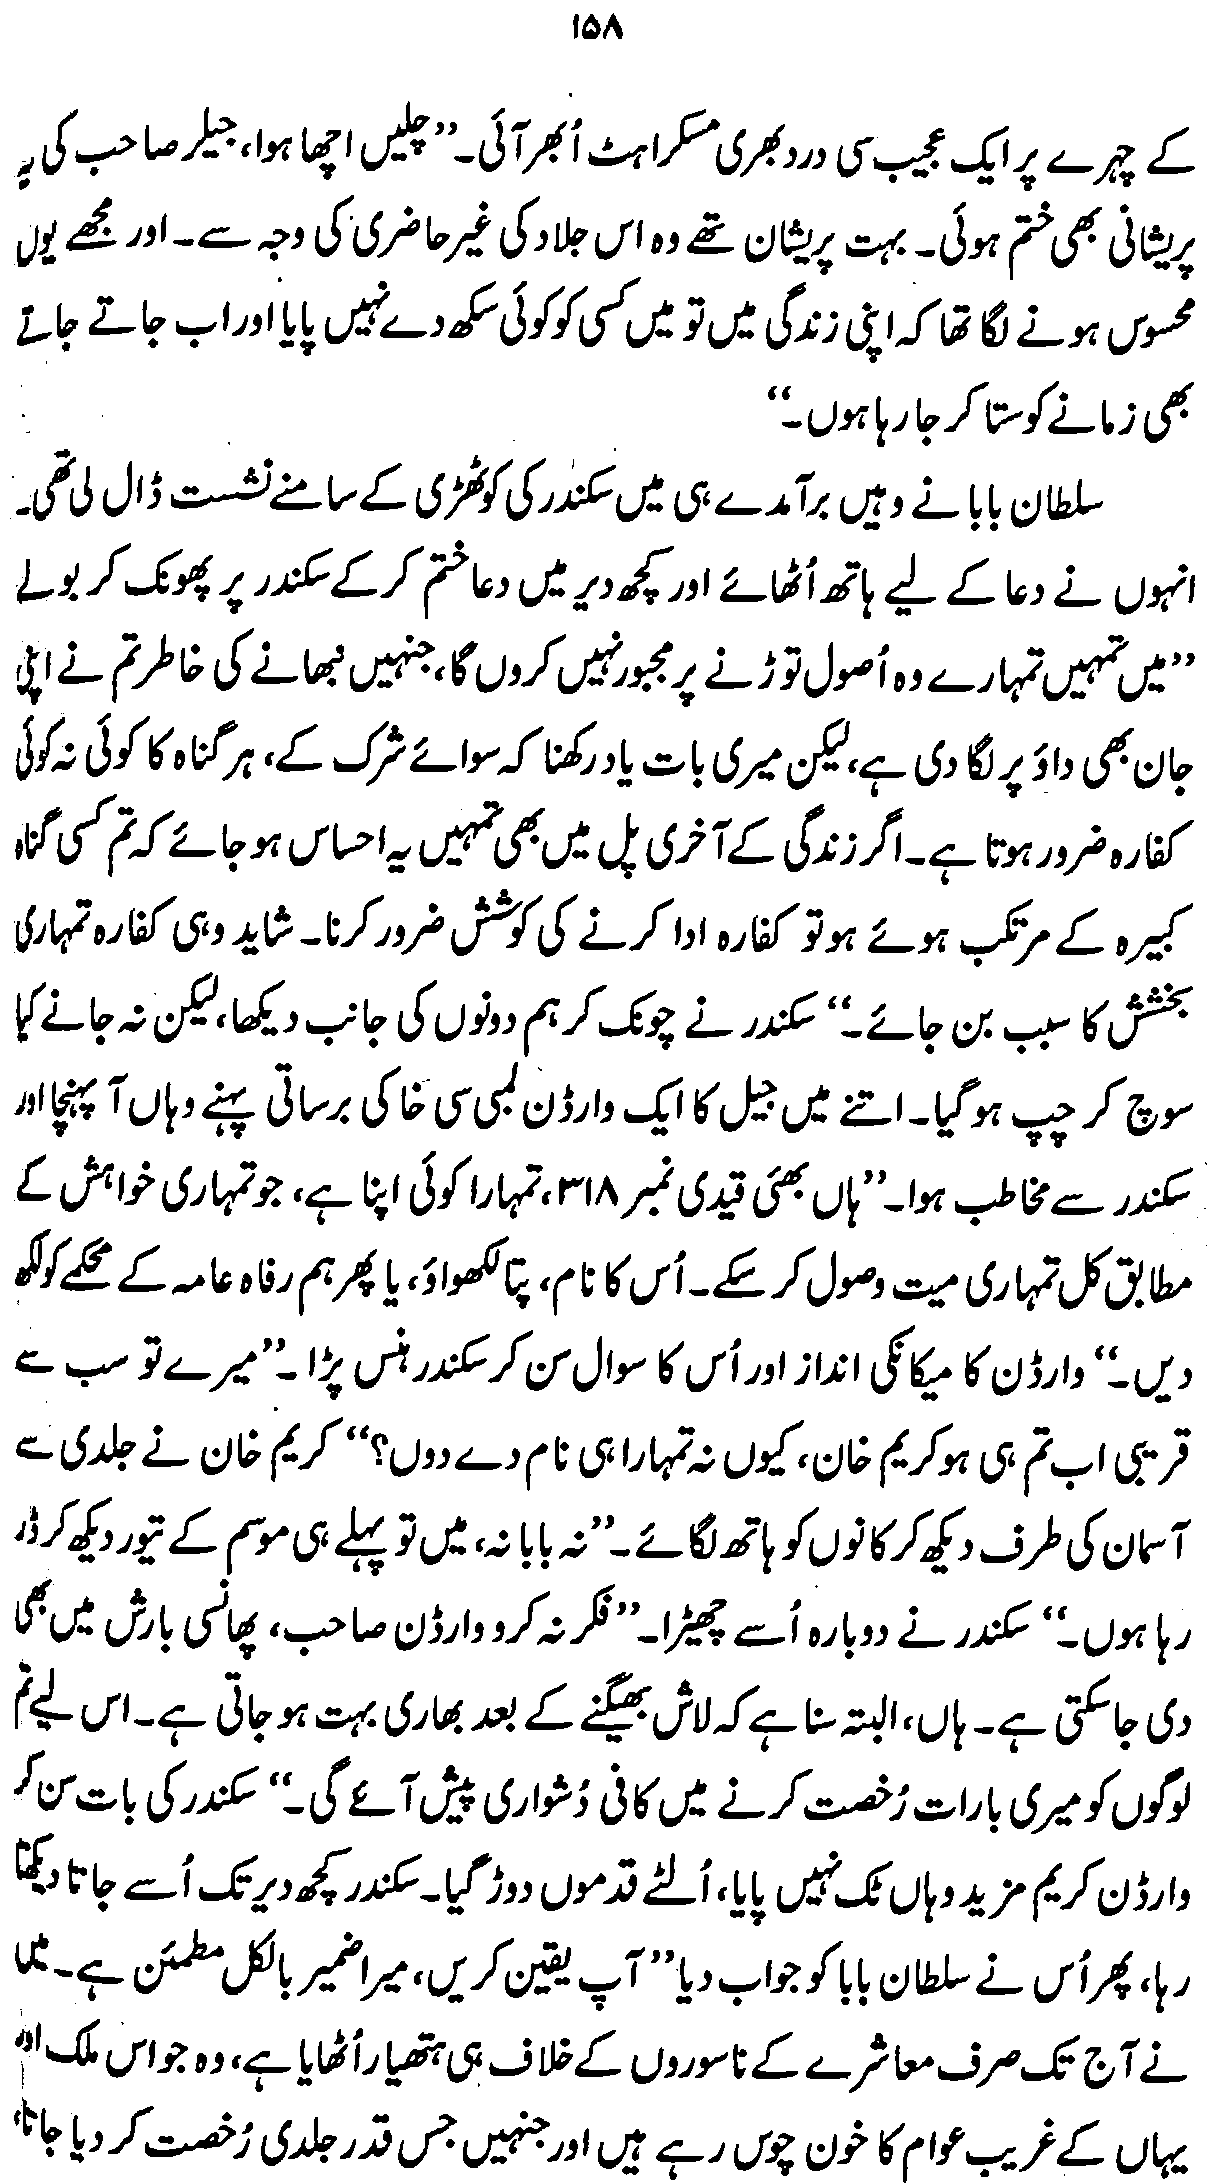 ۱۵۸
کے چہرے پر ایک عجیب سی درد بھری مسکراہٹ اُبھر آئی۔ ’’چلیں اچھا ہوا، جیلر صاحب کی یہ
پریشانی بھی ختم ہوئی۔ بہت پریشان تھے وہ اس جلاد کی غیر حاضری کی وجہ سے۔ اور مجھے یوں
محسوس ہونے لگا تھا کہ اپنی زندگی میں تو میں کسی کو کوئی سکھ دے نہیں پایا اور اب جاتے جاتے
بھی زمانے کو ستا کر جا رہا ہوں۔‘‘
سلطان بابا نے وہیں برآمدے ہی میں سکندر کی کوٹھڑی کے سامنے نشست ڈال لی تھی۔
انہوں نے دعا کے لیے ہاتھ اُٹھائے اور کچھ دیر میں دعا ختم کر کے سکندر پر پھونک کر بولے
’’میں تمہیں تمہارے وہ اُصول توڑنے پر مجبور نہیں کروں گا، جنہیں نبھانے کی خاطر تم نے اپنی
جان بھی داؤ پر لگا دی ہے، لیکن میری بات یاد رکھنا کہ سوائے شرک کے، ہر گناہ کا کوئی نہ کوئی
کفارہ ضرور ہوتا ہے۔ اگر زندگی کے آخری پل میں بھی تمہیں یہ احساس ہو جائے کہ تم کسی گناہ
کبیرہ کے مرتکب ہوئے ہو تو کفارہ ادا کرنے کی کوشش ضرور کرنا۔ شاید وہی کفارہ تمہاری
بخشش کا سبب بن جائے۔‘‘ سکندر نے چونک کر ہم دونوں کی جانب دیکھا، لیکن نہ جانے کیا
سوچ کر چپ ہو گیا۔ اتنے میں جیل کا ایک وارڈن لمبی سی خاکی برساتی پہنے وہاں آ پہنچا اور
سکندر سے مخاطب ہوا۔ ’’ہاں بھئی قیدی نمبر ۳۱۸، تمہارا کوئی اپنا ہے، جو تمہاری خواہش کے
مطابق کل تمہاری میت وصول کر سکے۔ اُس کا نام، پتا لکھواؤ، یا پھر ہم رفاہ عامہ کے محکمے کو لکھ
دیں۔‘‘ وارڈن کا میکانکی انداز اور اُس کا سوال سن کر سکندر ہنس پڑا۔ ’’میرے تو سب سے
قریبی اب تم ہی ہو کریم خان، کیوں نہ تمہارا ہی نام دے دوں؟‘‘ کریم خان نے جلدی سے
آسمان کی طرف دیکھ کر کانوں کو ہاتھ لگائے۔ ’’نہ بابا نہ، میں تو پہلے ہی موسم کے تیور دیکھ کر ڈر
رہا ہوں۔‘‘ سکندر نے دوبارہ اُسے چھیڑا۔ ’’فکر نہ کرو وارڈن صاحب، پھانسی بارش میں بھی
دی جا سکتی ہے۔ ہاں، البتہ سنا ہے کہ لاش بھیگنے کے بعد بھاری بہت ہو جاتی ہے۔ اس لیے تم
لوگوں کو میری بارات رُخصت کرنے میں کافی دُشواری پیش آئے گی۔‘‘ سکندر کی بات سن کر
وارڈن کریم مزید وہاں ٹک نہیں پایا، اُلٹے قدموں دوڑ گیا۔ سکندر کچھ دیر تک اُسے جاتا دیکھتا
رہا، پھر اُس نے سلطان بابا کو جواب دیا ’’آپ یقین کریں، میرا ضمیر بالکل مطمئن ہے۔ میں
نے آج تک صرف معاشرے کے ناسوروں کے خلاف ہی ہتھیار اُٹھایا ہے، وہ جو اس ملک اور
یہاں کے غریب عوام کا خون چوس رہے ہیں اور جنہیں جس قدر جلدی رُخصت کر دیا جاتا،